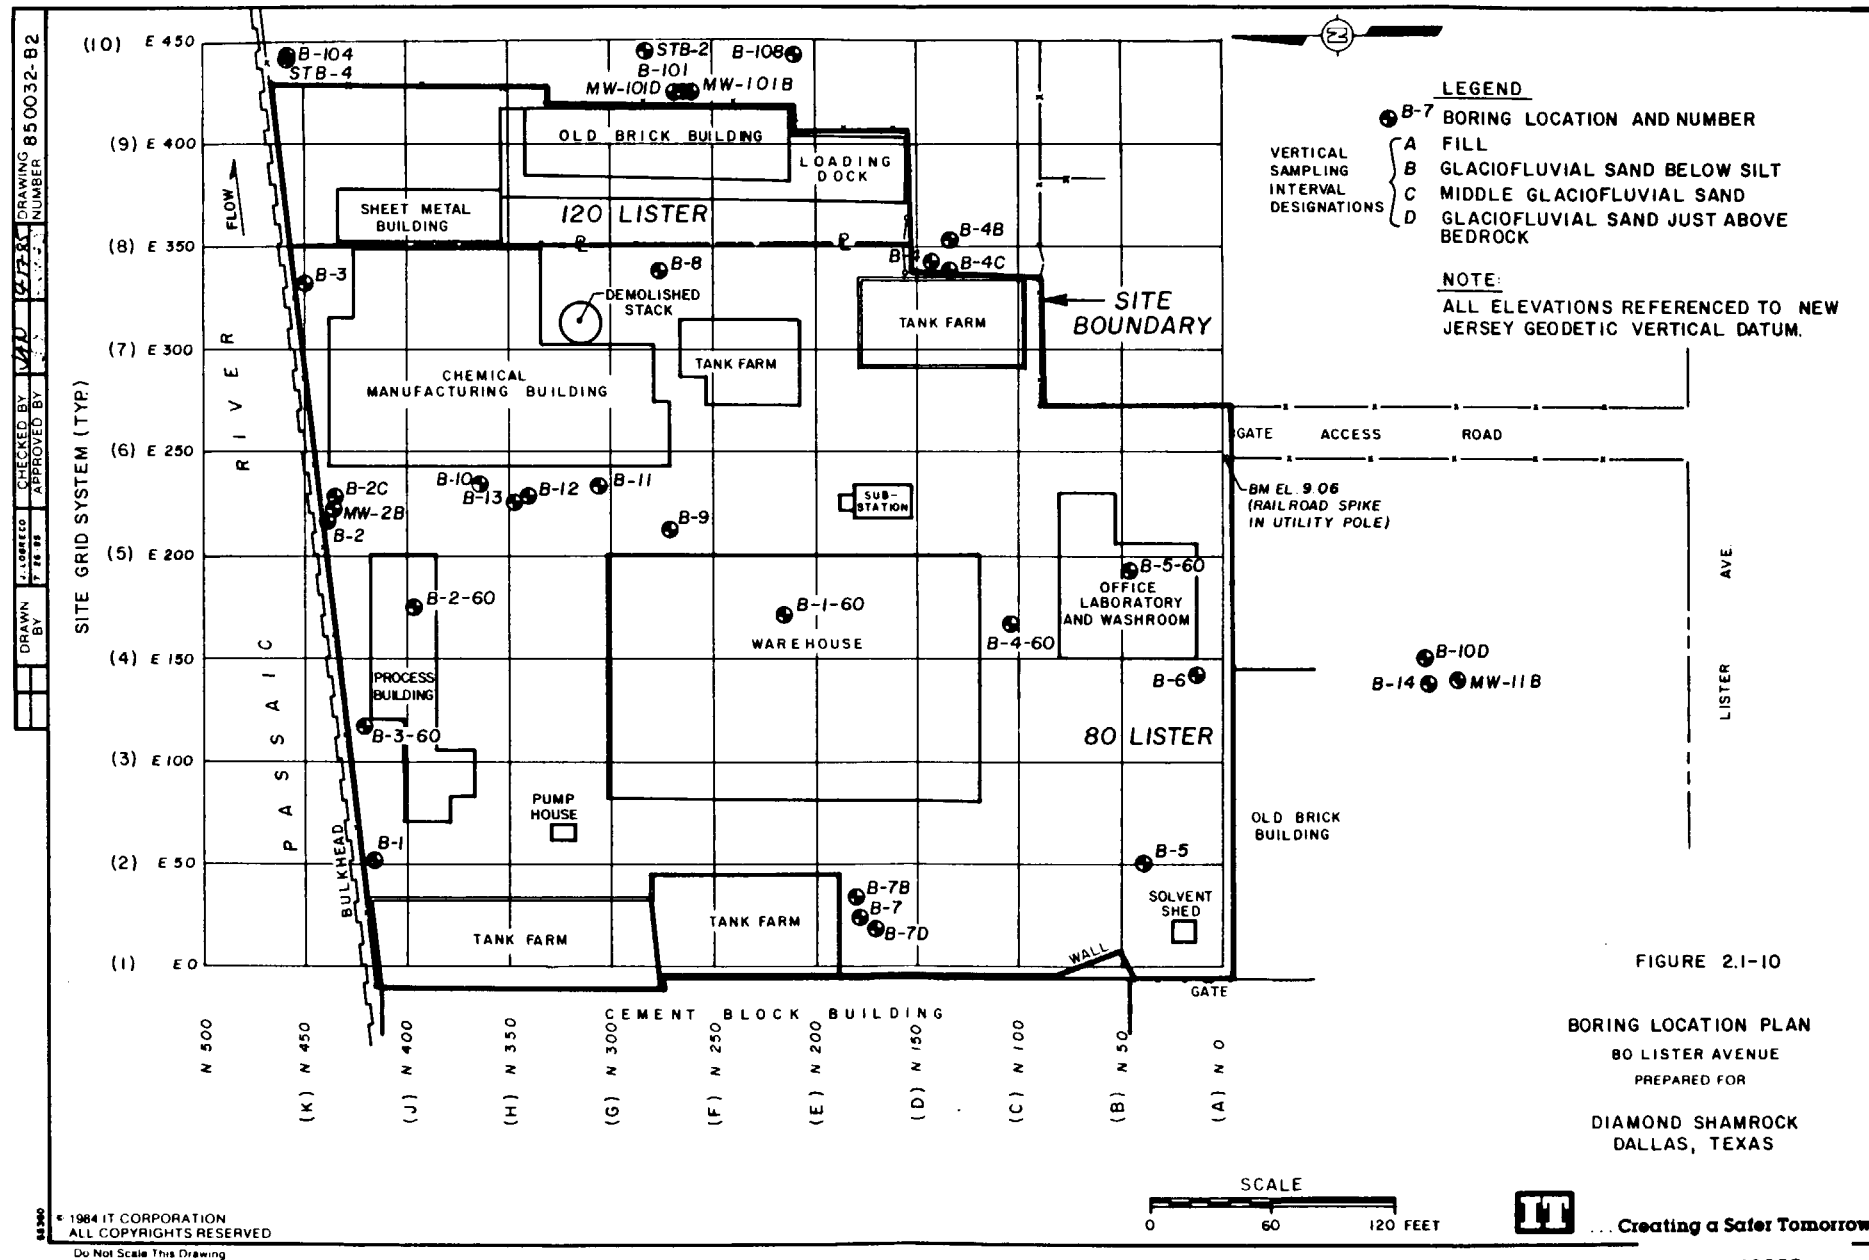 DRAWING
NUMBER 850032-B2
CHECKED BY
APPROVED BY
DRAWN
BY
7-26-85
SITE GRID SYSTEM (TYP.)
(10) E 450
(9) E 400
(8) E 350
(7) E 300
(6) E 250
(5) E 200
(4) E 150
(3) E 100
(2) E 50
(1) E 0
N 500
(K) N 450
(J) N 400
(H) N 350
(G) N 300
(F) N 250
(E) N 200
(D) N 150
(C) N 100
(B) N 50
(A) N 0
FLOW
PASSAIC RIVER
BULKHEAD
B-104
STB-4
STB-2
B-101
MW-101D
MW-101B
B-108
OLD BRICK BUILDING
LOADING
DOCK
SHEET METAL
BUILDING
120 LISTER
B-3
B-8
B-4B
B-4
B-4C
DEMOLISHED
STACK
TANK FARM
TANK FARM
SITE
BOUNDARY
CHEMICAL
MANUFACTURING BUILDING
B-10
B-13
B-12
B-11
B-9
B-2C
MW-2B
B-2
SUB-
STATION
GATE ACCESS ROAD
BM EL. 9.06
(RAILROAD SPIKE
IN UTILITY POLE)
B-2-60
B-1-60
WAREHOUSE
B-4-60
B-5-60
OFFICE
LABORATORY
AND WASHROOM
B-6
PROCESS
BUILDING
B-3-60
80 LISTER
B-10D
B-14
MW-11B
LISTER AVE.
PUMP
HOUSE
OLD BRICK
BUILDING
B-1
B-5
B-7B
B-7
B-7D
SOLVENT
SHED
TANK FARM
TANK FARM
WALL
GATE
CEMENT BLOCK BUILDING
N
LEGEND
B-7 BORING LOCATION AND NUMBER
VERTICAL
SAMPLING
INTERVAL
DESIGNATIONS
A FILL
B GLACIOFLUVIAL SAND BELOW SILT
C MIDDLE GLACIOFLUVIAL SAND
D GLACIOFLUVIAL SAND JUST ABOVE
BEDROCK
NOTE:
ALL ELEVATIONS REFERENCED TO NEW
JERSEY GEODETIC VERTICAL DATUM.
FIGURE 2.1-10
BORING LOCATION PLAN
80 LISTER AVENUE
PREPARED FOR
DIAMOND SHAMROCK
DALLAS, TEXAS
SCALE
0 60 120 FEET
IT ... Creating a Safer Tomorrow
© 1984 IT CORPORATION
ALL COPYRIGHTS RESERVED
Do Not Scale This Drawing